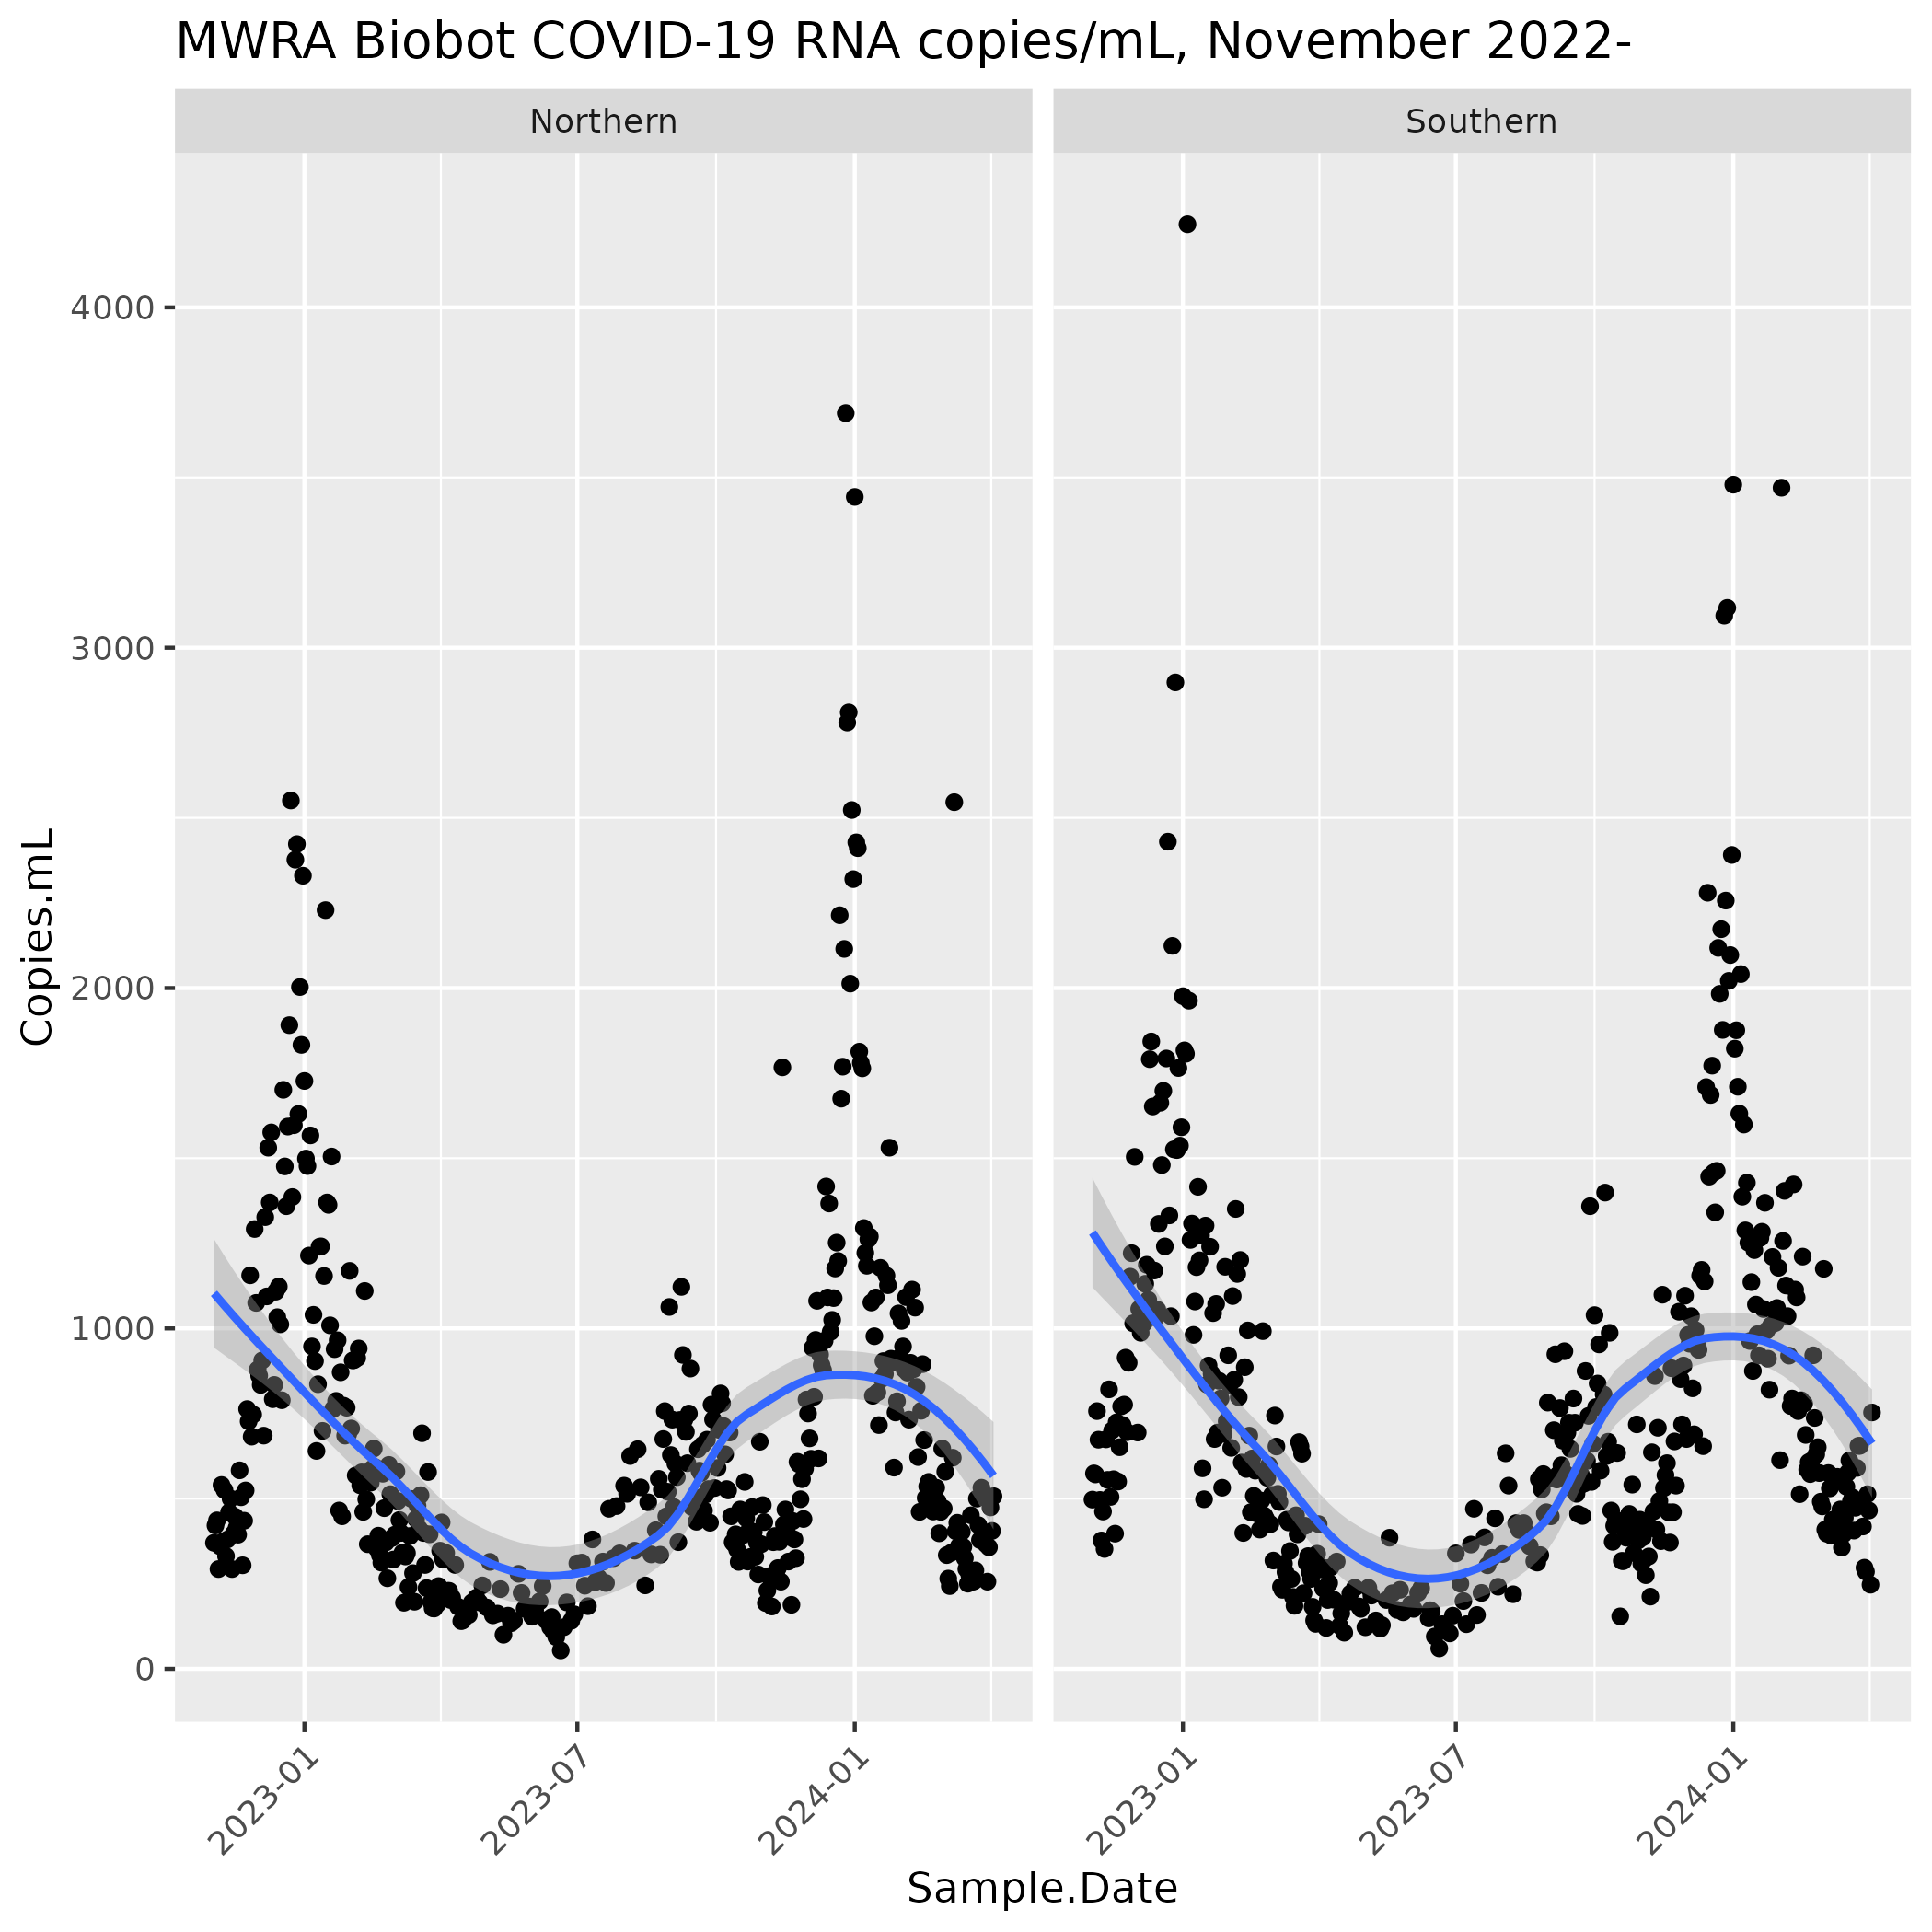 MWRA Biobot COVID-19 RNA copies/mL, November 2022-
Northern
Southern
Copies.mL
4000
3000
2000
1000
0
2023-01
2023-07
2024-01
2023-01
2023-07
2024-01
Sample.Date